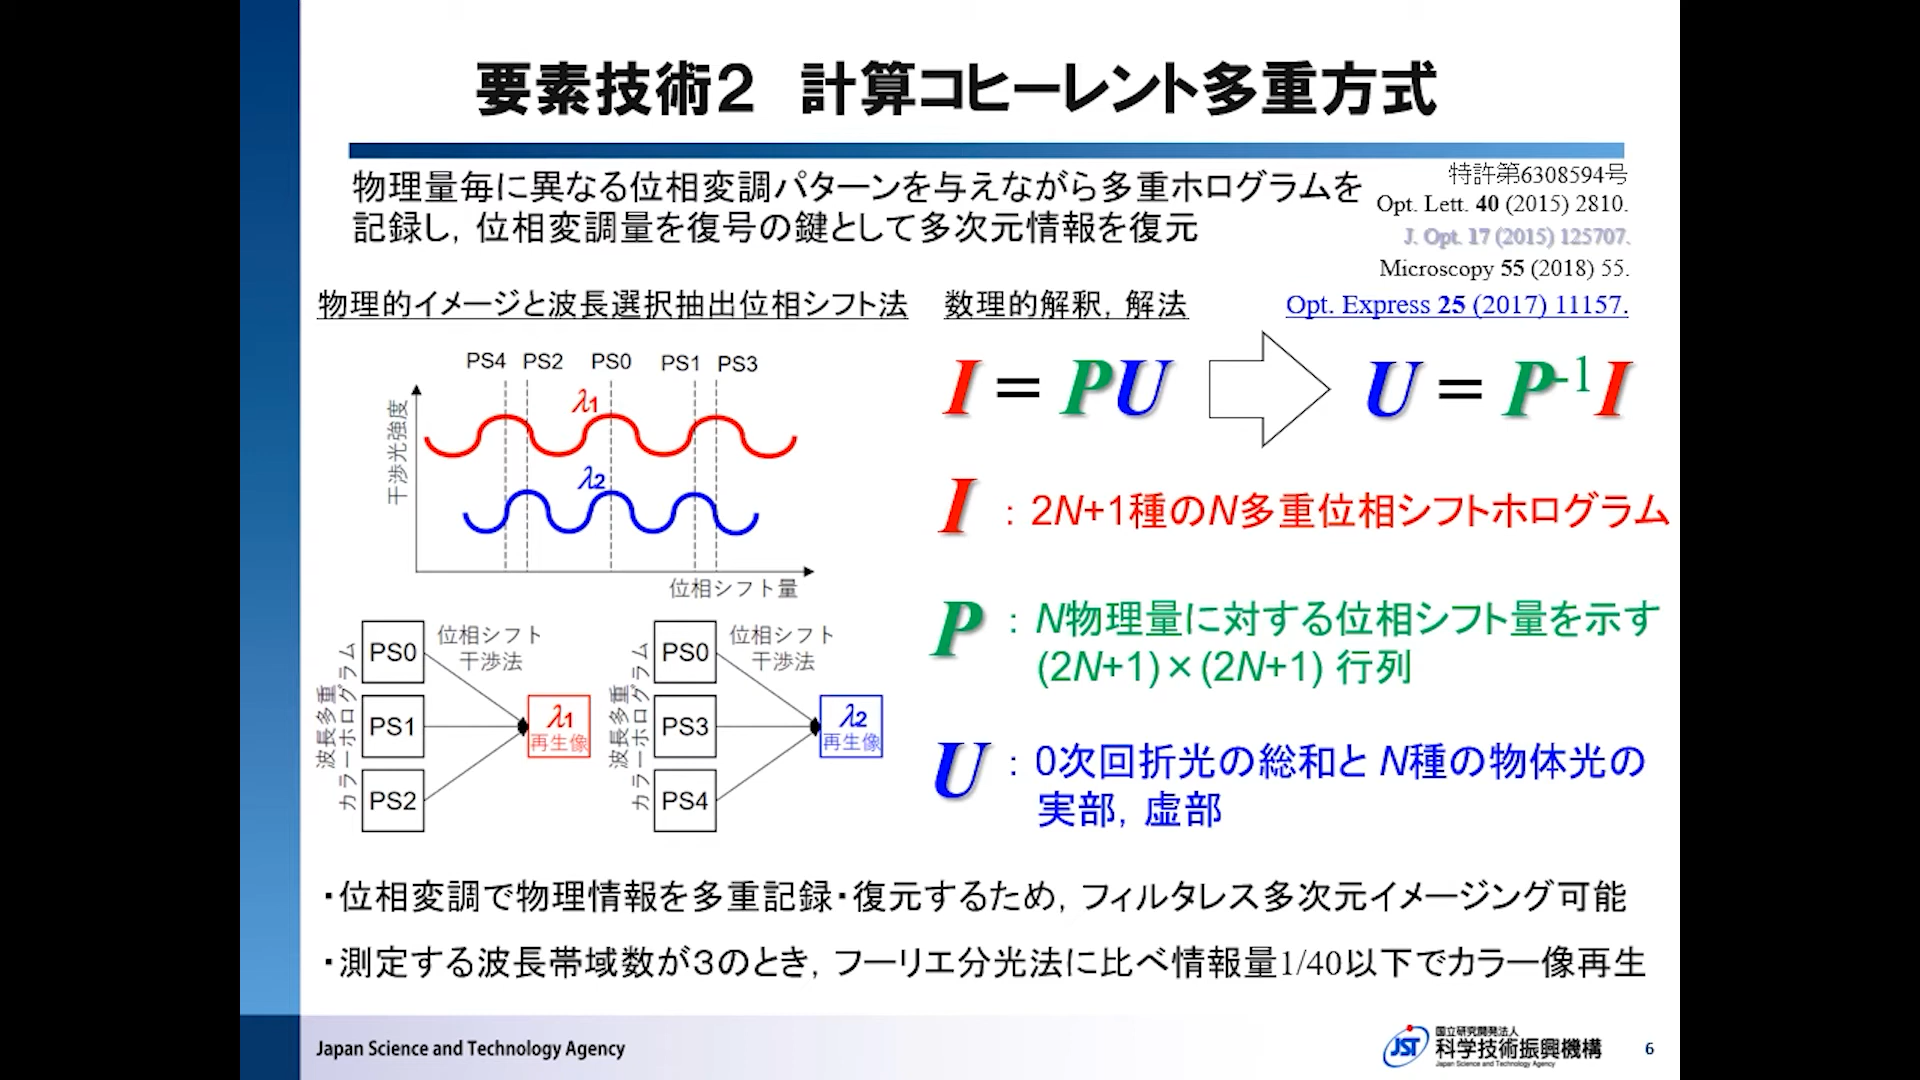 要素技術２ 計算コヒーレント多重方式
物理量毎に異なる位相変調パターンを与えながら多重ホログラムを
記録し，位相変調量を復号の鍵として多次元情報を復元
特許第6308594号
Opt. Lett. 40 (2015) 2810.
J. Opt. 17 (2015) 125707.
Microscopy 55 (2018) 55.
Opt. Express 25 (2017) 11157.
物理的イメージと波長選択抽出位相シフト法
PS4 PS2 PS0 PS1 PS3
干渉光強度
λ1
λ2
位相シフト量
波長多重
カラーホログラム
PS0
PS1
PS2
位相シフト
干渉法
λ1
再生像
波長多重
カラーホログラム
PS0
PS3
PS4
位相シフト
干渉法
λ2
再生像
数理的解釈，解法
I = PU
U = P-1I
I ：2N+1種のN多重位相シフトホログラム
P ：N物理量に対する位相シフト量を示す
(2N+1)×(2N+1) 行列
U ：0次回折光の総和と N種の物体光の
実部，虚部
・位相変調で物理情報を多重記録・復元するため，フィルタレス多次元イメージング可能
・測定する波長帯域数が３のとき，フーリエ分光法に比べ情報量1/40以下でカラー像再生
Japan Science and Technology Agency
JST
国立研究開発法人
科学技術振興機構
Japan Science and Technology Agency
6